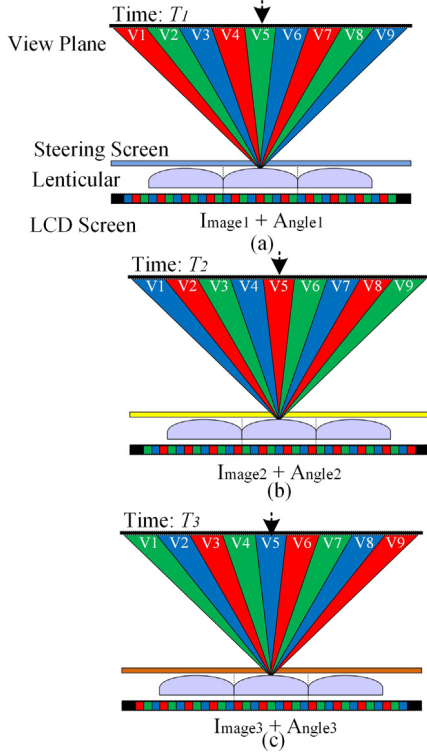 Time: T1
View Plane
V1 V2 V3 V4 V5 V6 V7 V8 V9
Steering Screen
Lenticular
LCD Screen
Image1 + Angle1
(a)
Time: T2
V1 V2 V3 V4 V5 V6 V7 V8 V9
Image2 + Angle2
(b)
Time: T3
V1 V2 V3 V4 V5 V6 V7 V8 V9
Image3 + Angle3
(c)